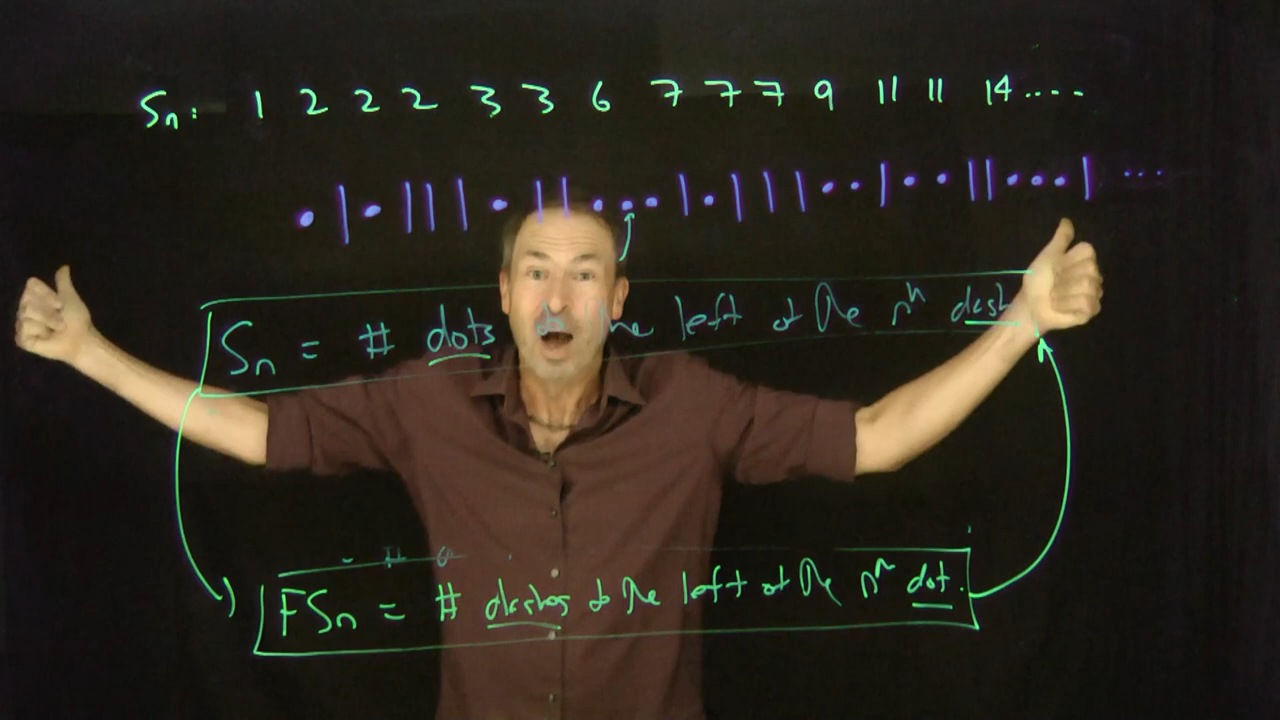 Sn: 1 2 2 2 3 3 6 7 7 7 9 11 11 14....
• | • | | | • | | • • • | • | | | • • | • • | | • • • | ...
Sn = # dots the left of the nth dash
FSn = # dashes to the left of the nth dot.